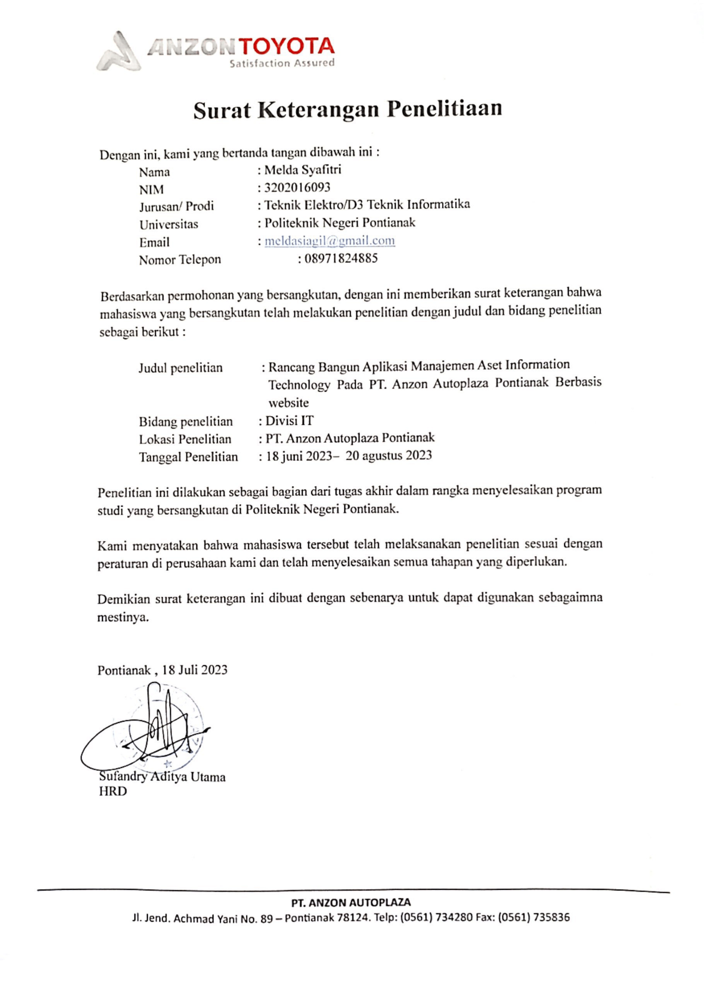 ANZONTOYOTA
Satisfaction Assured
Surat Keterangan Penelitiaan
Dengan ini, kami yang bertanda tangan dibawah ini :
Nama : Melda Syafitri
NIM : 3202016093
Jurusan/ Prodi : Teknik Elektro/D3 Teknik Informatika
Universitas : Politeknik Negeri Pontianak
Email : meldasiagil@gmail.com
Nomor Telepon : 08971824885
Berdasarkan permohonan yang bersangkutan, dengan ini memberikan surat keterangan bahwa
mahasiswa yang bersangkutan telah melakukan penelitian dengan judul dan bidang penelitian
sebagai berikut :
Judul penelitian : Rancang Bangun Aplikasi Manajemen Aset Information
Technology Pada PT. Anzon Autoplaza Pontianak Berbasis
website
Bidang penelitian : Divisi IT
Lokasi Penelitian : PT. Anzon Autoplaza Pontianak
Tanggal Penelitian : 18 juni 2023– 20 agustus 2023
Penelitian ini dilakukan sebagai bagian dari tugas akhir dalam rangka menyelesaikan program
studi yang bersangkutan di Politeknik Negeri Pontianak.
Kami menyatakan bahwa mahasiswa tersebut telah melaksanakan penelitian sesuai dengan
peraturan di perusahaan kami dan telah menyelesaikan semua tahapan yang diperlukan.
Demikian surat keterangan ini dibuat dengan sebenarya untuk dapat digunakan sebagaimna
mestinya.
Pontianak , 18 Juli 2023
Sufandry Aditya Utama
HRD
PT. ANZON AUTOPLAZA
Jl. Jend. Achmad Yani No. 89 – Pontianak 78124. Telp: (0561) 734280 Fax: (0561) 735836